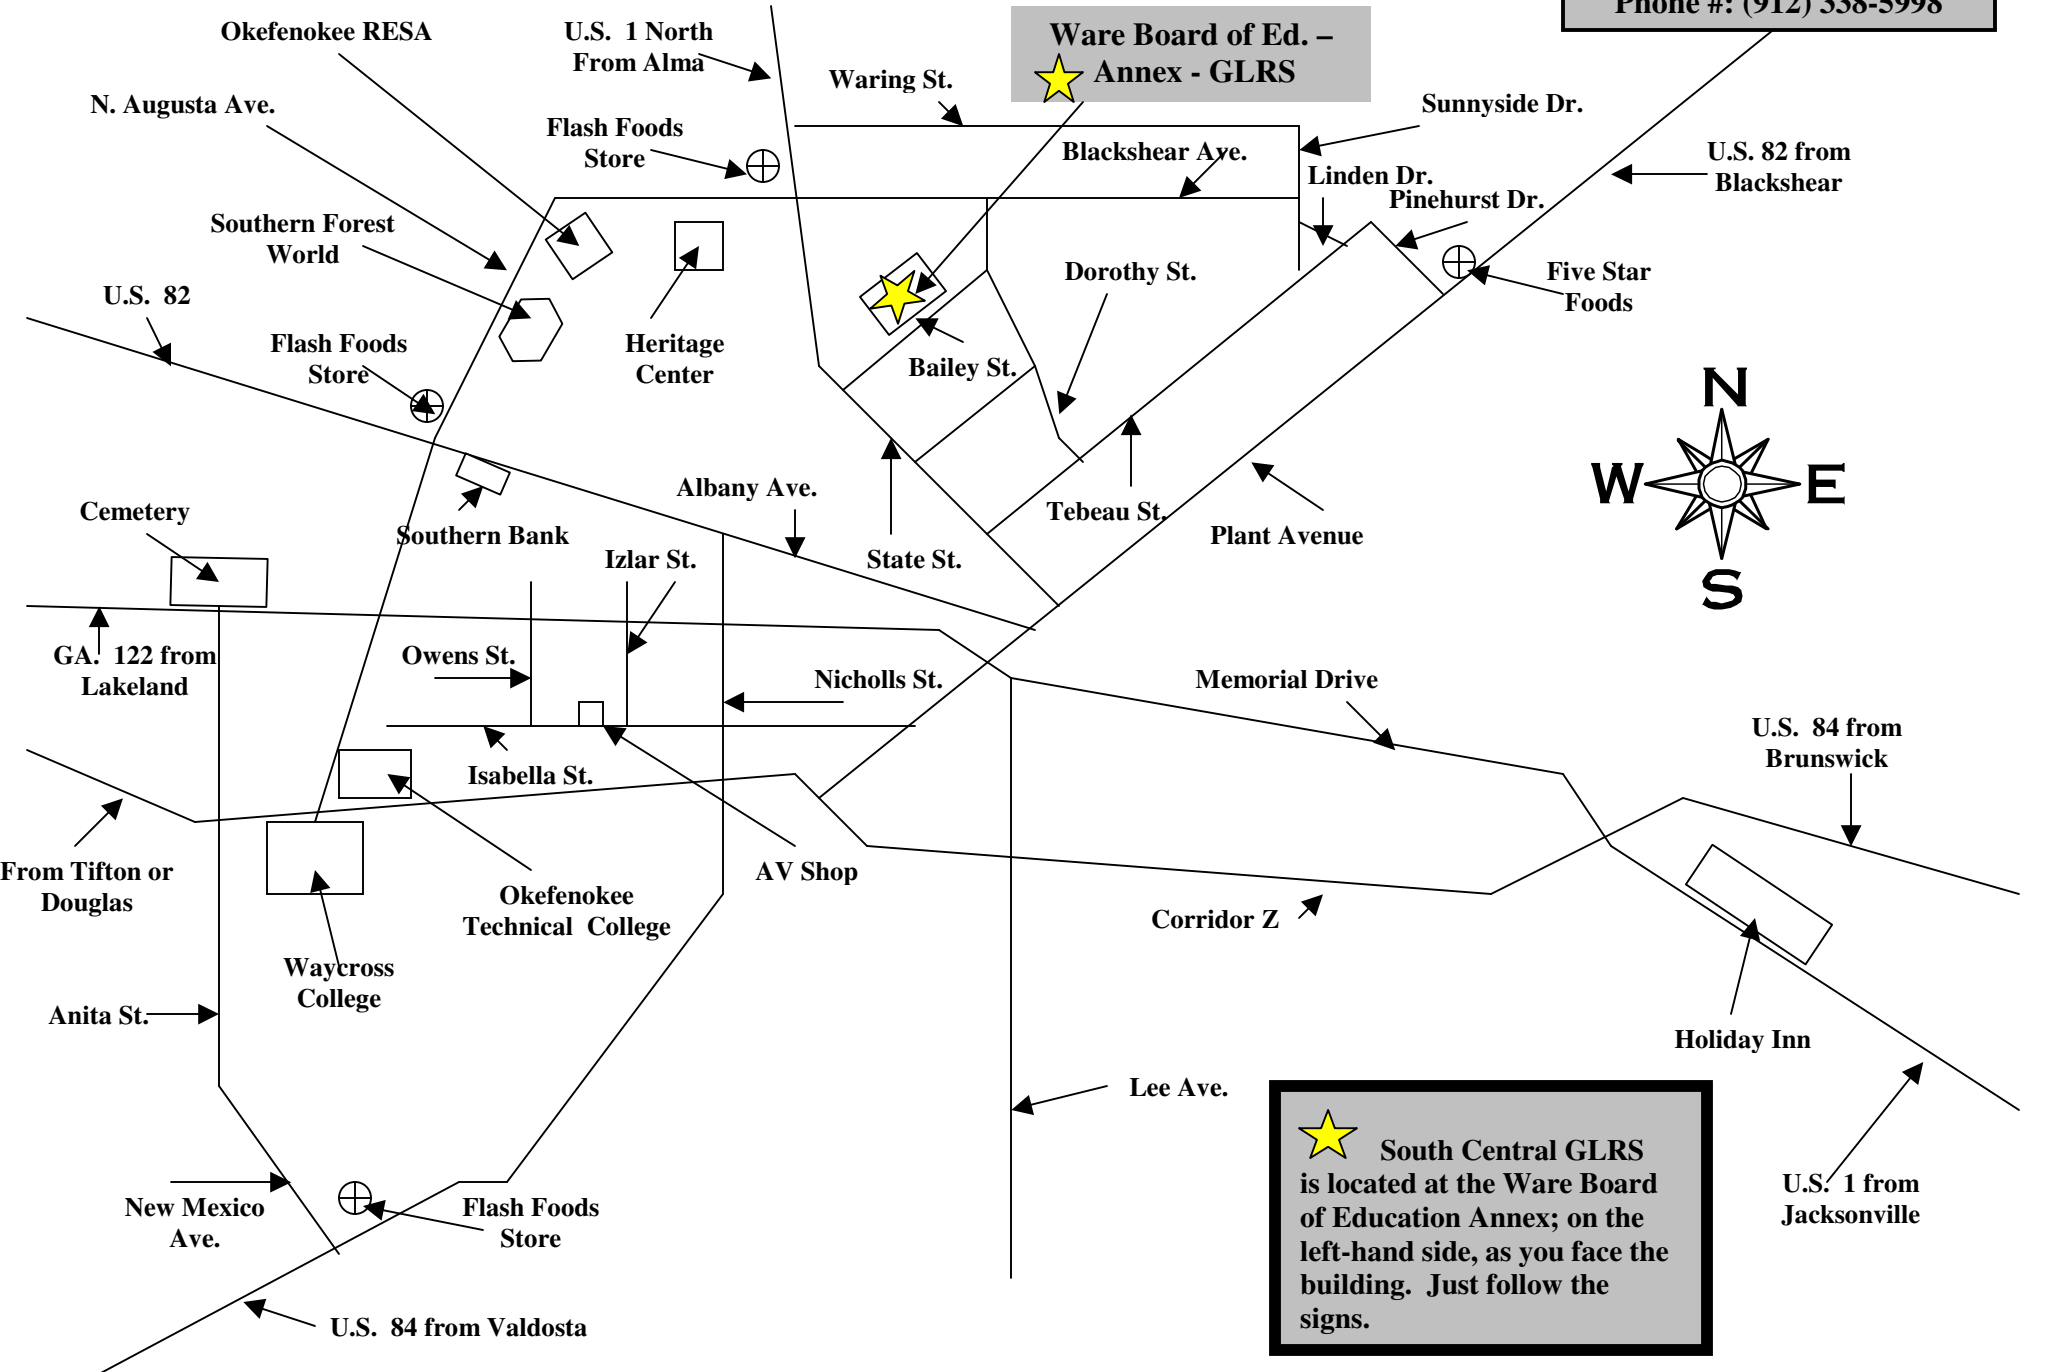 Phone #: (912) 338-5998
Okefenokee RESA
U.S. 1 North
From Alma
Ware Board of Ed. –
Annex - GLRS
Waring St.
N. Augusta Ave.
Sunnyside Dr.
Flash Foods
Store
Blackshear Ave.
U.S. 82 from
Blackshear
Linden Dr.
Pinehurst Dr.
Southern Forest
World
Dorothy St.
Five Star
Foods
U.S. 82
Flash Foods
Store
Heritage
Center
Bailey St.
N
W
E
S
Albany Ave.
Cemetery
Tebeau St.
Plant Avenue
Southern Bank
Izlar St.
State St.
GA. 122 from
Lakeland
Owens St.
Nicholls St.
Memorial Drive
U.S. 84 from
Brunswick
Isabella St.
From Tifton or
Douglas
AV Shop
Okefenokee
Technical College
Corridor Z
Waycross
College
Anita St.
Holiday Inn
Lee Ave.
South Central GLRS
is located at the Ware Board
of Education Annex; on the
left-hand side, as you face the
building. Just follow the
signs.
U.S. 1 from
Jacksonville
New Mexico
Ave.
Flash Foods
Store
U.S. 84 from Valdosta